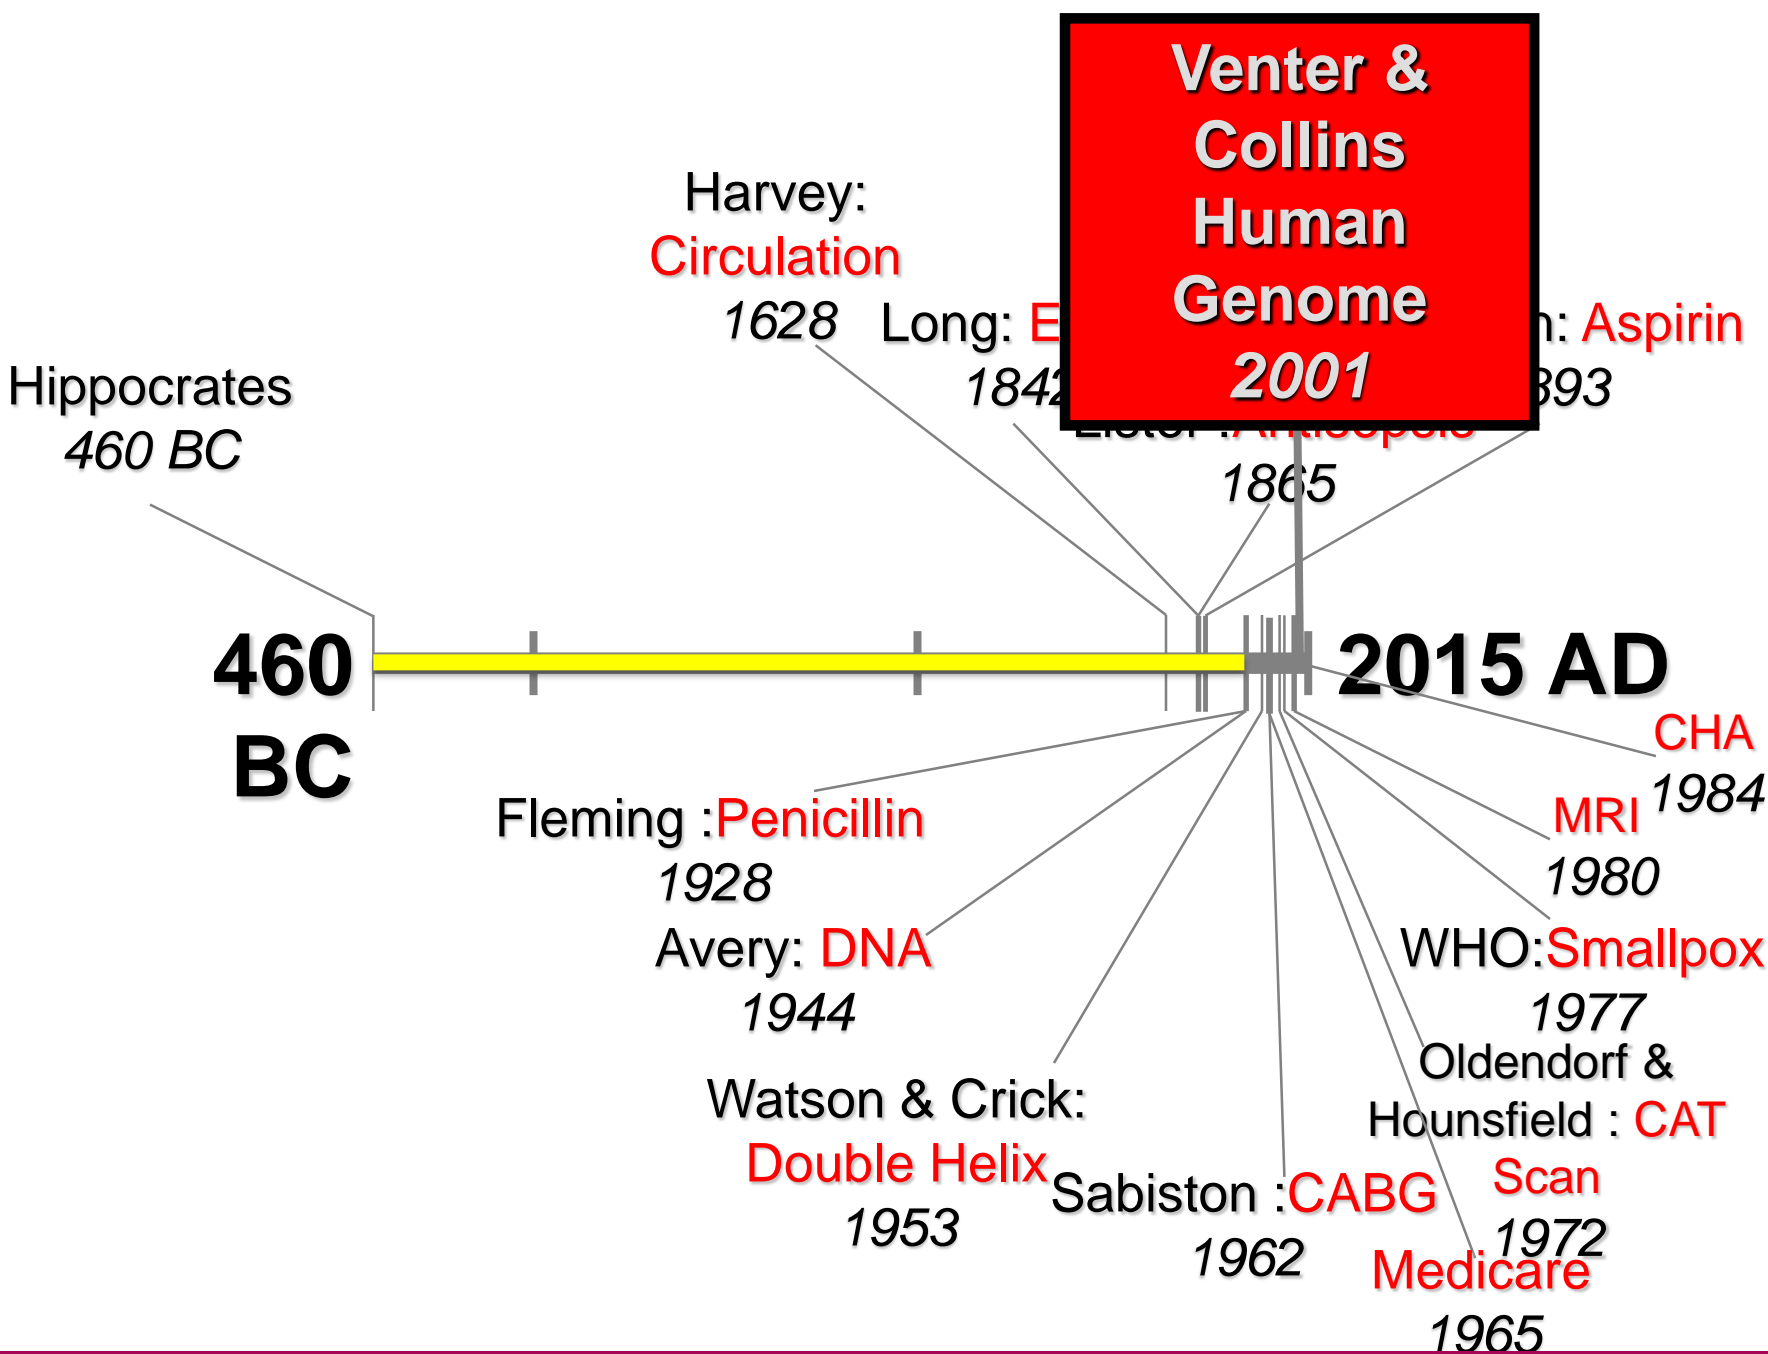 Venter &
Collins
Human
Genome
2001
Harvey:
Circulation
1628
Long:
Aspirin
Hippocrates
460 BC
Lister :Antisepsis
1865
460
BC
2015 AD
CHA
1984
Fleming :Penicillin
1928
MRI
1980
Avery: DNA
1944
WHO:Smallpox
1977
Watson & Crick:
Double Helix
1953
Oldendorf &
Hounsfield : CAT
Scan
1972
Sabiston :CABG
1962
Medicare
1965